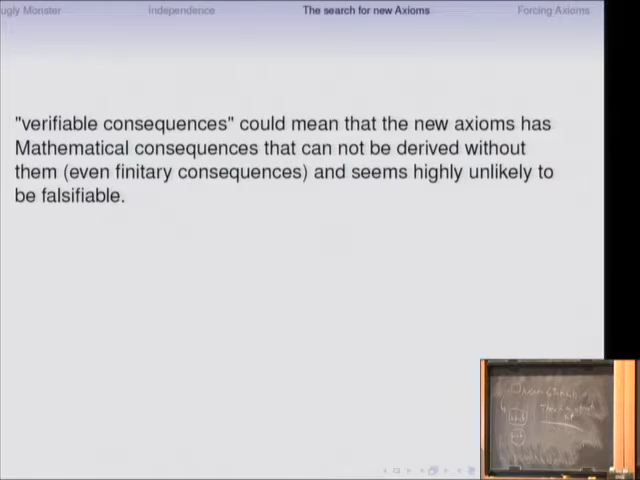 ugly Monster Independence The search for new Axioms Forcing Axioms
"verifiable consequences" could mean that the new axioms has
Mathematical consequences that can not be derived without
them (even finitary consequences) and seems highly unlikely to
be falsifiable.